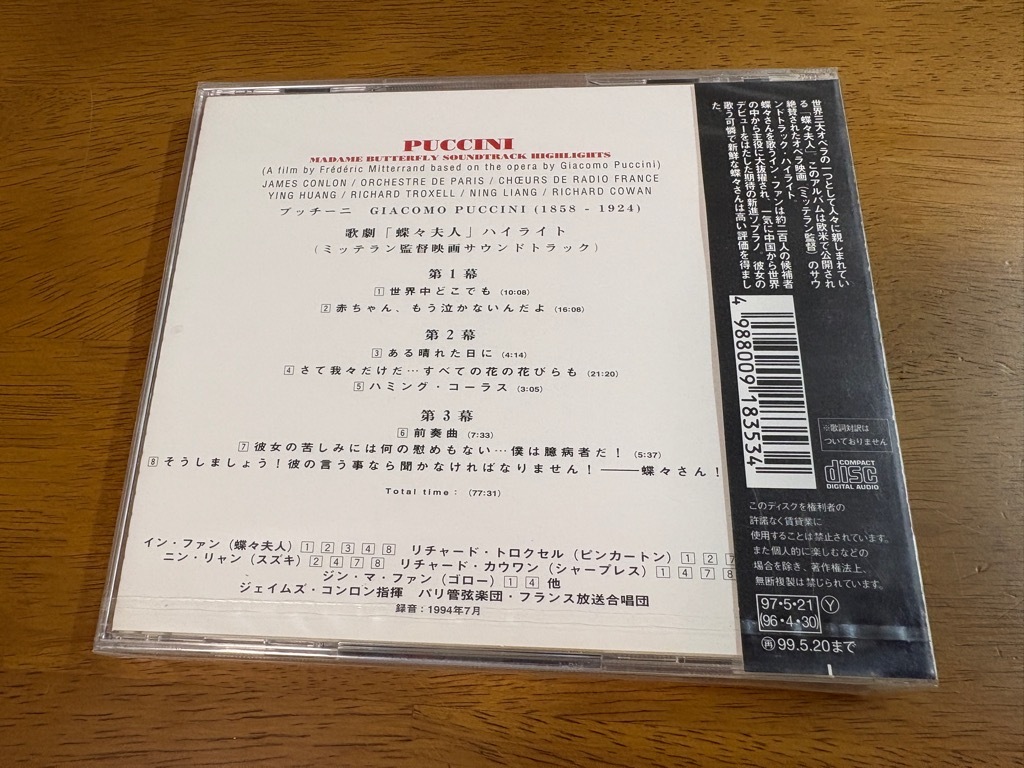 PUCCINI
MADAME BUTTERFLY SOUNDTRACK HIGHLIGHTS
(A film by Frédéric Mitterrand based on the opera by Giacomo Puccini)
JAMES CONLON / ORCHESTRE DE PARIS / CHŒURS DE RADIO FRANCE
YING HUANG / RICHARD TROXELL / NING LIANG / RICHARD COWAN
プッチーニ GIACOMO PUCCINI (1858 - 1924)
歌劇「蝶々夫人」ハイライト
(ミッテラン監督映画サウンドトラック)
第1幕
1 世界中どこでも (10:08)
2 赤ちゃん、もう泣かないんだよ (16:08)
第2幕
3 ある晴れた日に (4:14)
4 さて我々だけだ…すべての花の花びらも (21:20)
5 ハミング・コーラス (3:05)
第3幕
6 前奏曲 (7:33)
7 彼女の苦しみには何の慰めもない…僕は臆病者だ! (5:37)
8 そうしましょう!彼の言う事なら聞かなければなりません!――蝶々さん!
Total time: (77:31)
イン・ファン(蝶々夫人) 1 2 3 4 8 リチャード・トロクセル(ピンカートン) 1 2 7
ニン・リャン(スズキ) 2 4 7 8 リチャード・カウワン(シャープレス) 1 4 7 8
ジン・マ・ファン(ゴロー) 1 4 他
ジェイムズ・コンロン指揮 パリ管弦楽団・フランス放送合唱団
録音:1994年7月
世界三大オペラの一つとして人々に親しまれてい
る「蝶々夫人」。このアルバムは欧米で公開され
絶賛されたオペラ映画(ミッテラン監督)のサウ
ンドトラック・ハイライト。
蝶々さんを歌うイン・ファンは約二百人の候補者
の中から主役に大抜擢され、一気に中国から世界
デビューをはたした期待の新進ソプラノ。彼女の
歌う可憐で新鮮な蝶々さんは高い評価を得まし
た。
4 988009 183534
※歌詞対訳は
ついておりません
COMPACT
disc
DIGITAL AUDIO
このディスクを権利者の
許諾なく賃貸業に
使用することは禁止されています。
また個人的に楽しむなどの
場合を除き、著作権法上、
無断複製は禁じられています。
97・5・21 Y
(96・4・30)
再 99.5.20まで